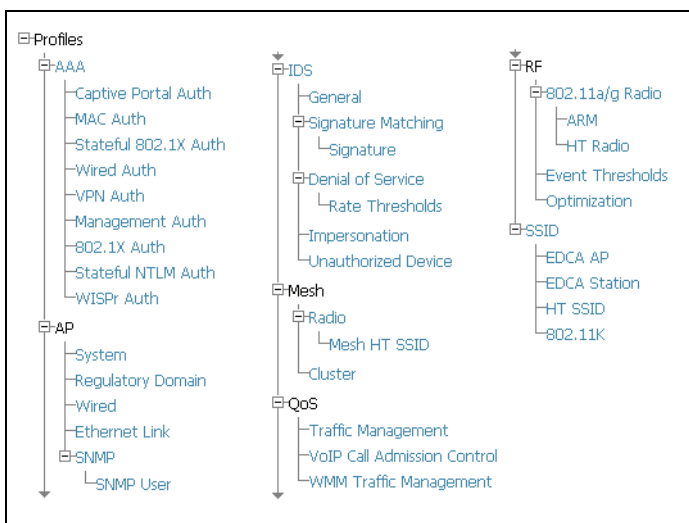 Profiles
AAA
Captive Portal Auth
MAC Auth
Stateful 802.1X Auth
Wired Auth
VPN Auth
Management Auth
802.1X Auth
Stateful NTLM Auth
WISPr Auth
AP
System
Regulatory Domain
Wired
Ethernet Link
SNMP
SNMP User
IDS
General
Signature Matching
Signature
Denial of Service
Rate Thresholds
Impersonation
Unauthorized Device
Mesh
Radio
Mesh HT SSID
Cluster
QoS
Traffic Management
VoIP Call Admission Control
WMM Traffic Management
RF
802.11a/g Radio
ARM
HT Radio
Event Thresholds
Optimization
SSID
EDCA AP
EDCA Station
HT SSID
802.11K